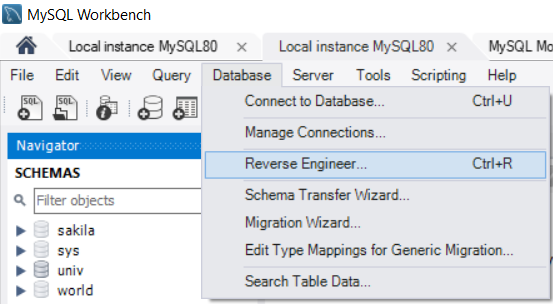 MySQL Workbench
Local instance MySQL80 × Local instance MySQL80 × MySQL Mo
File Edit View Query Database Server Tools Scripting Help
SQL SQL
Connect to Database... Ctrl+U
Manage Connections...
Reverse Engineer... Ctrl+R
Schema Transfer Wizard...
Migration Wizard...
Edit Type Mappings for Generic Migration...
Search Table Data...
Navigator
SCHEMAS
Filter objects
sakila
sys
univ
world